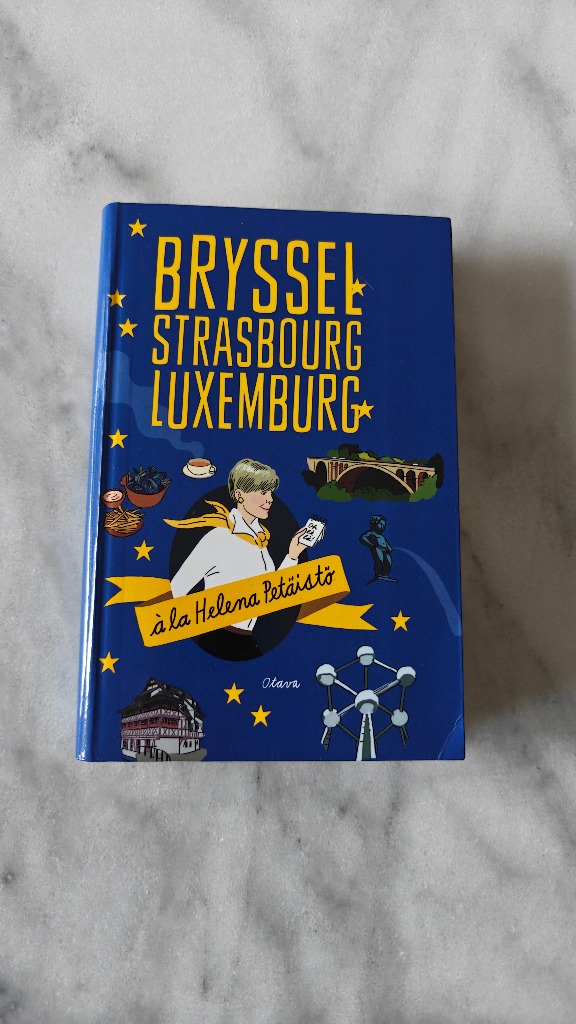 BRYSSEL
STRASBOURG
LUXEMBURG
à la Helena Petäistö
Otava